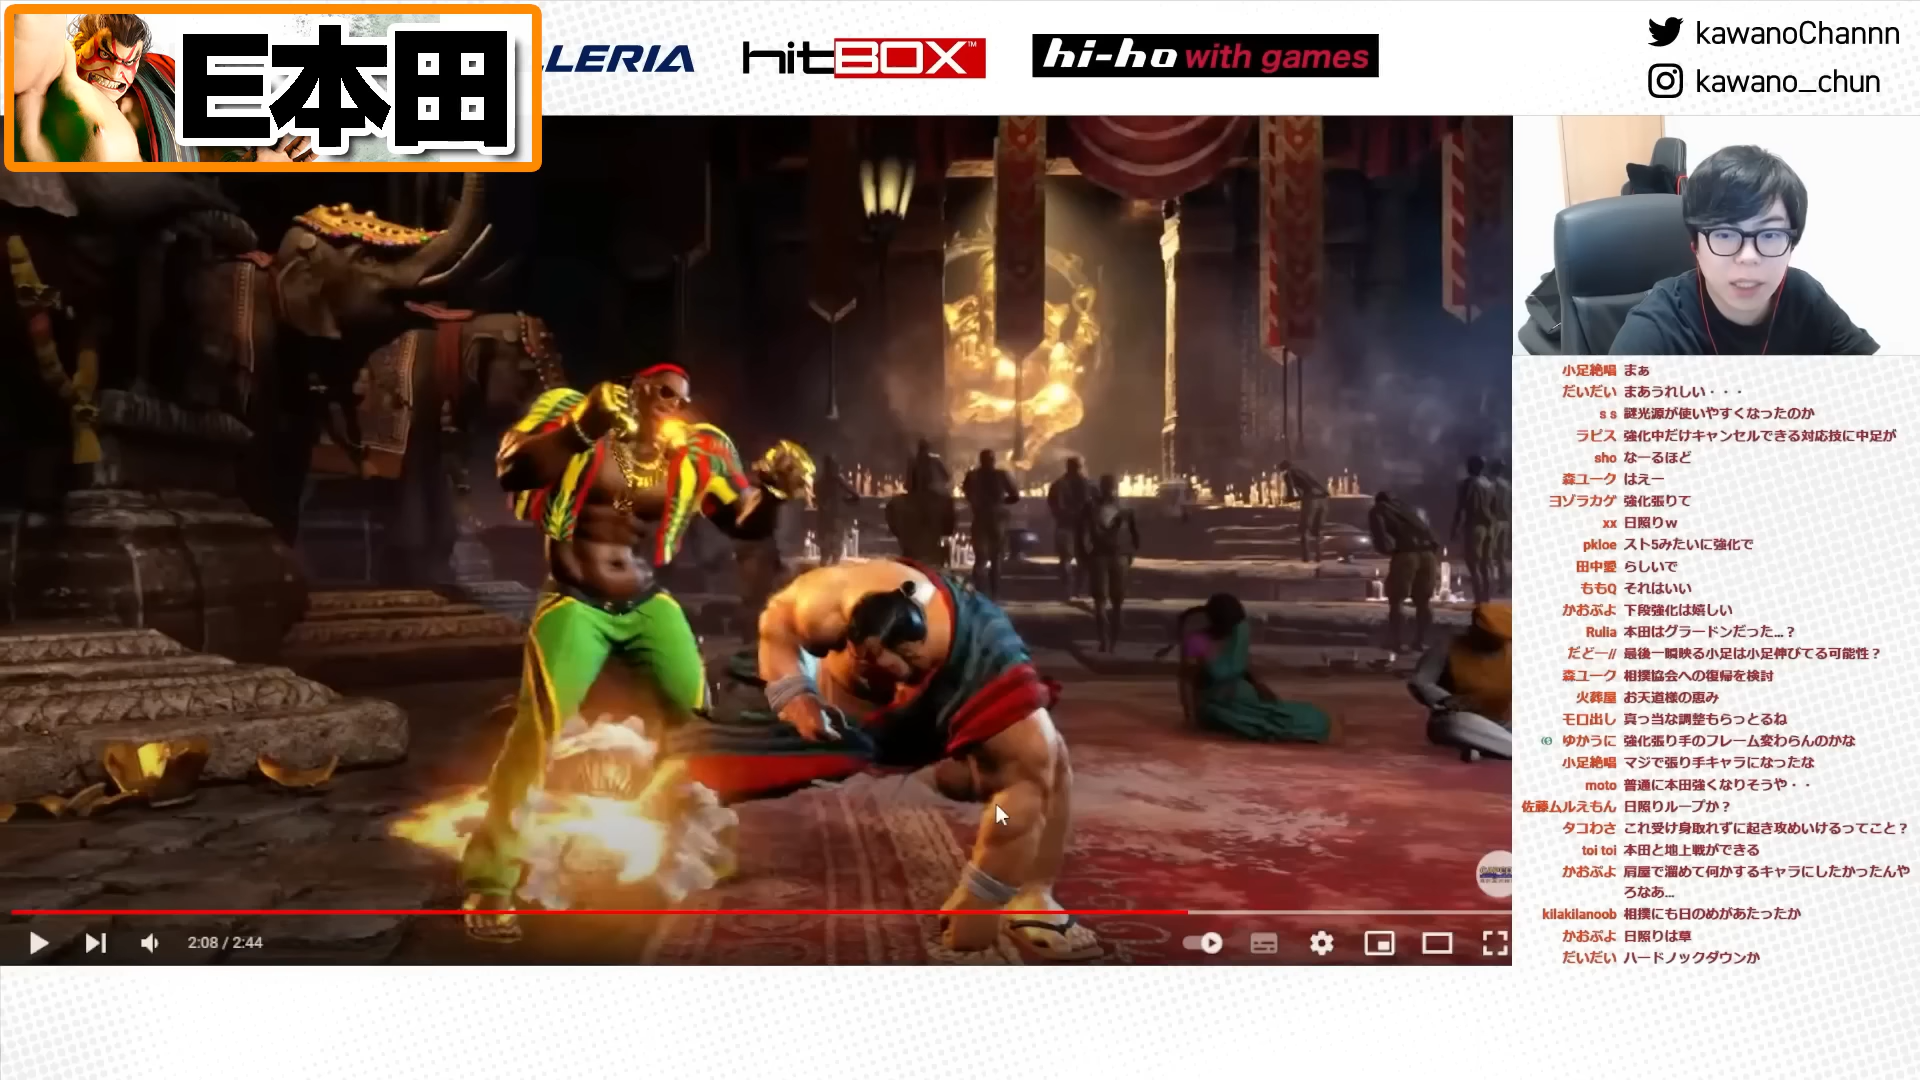 E本田
LLERIA
hitBOX™
hi-ho with games
kawanoChannn
kawano_chun
小足絶唱 まぁ
だいだい まあうれしい・・・
s s 謎光源が使いやすくなったのか
ラピス 強化中だけキャンセルできる対応技に中足が
sho なーるほど
森ユーク はえー
ヨゾラカゲ 強化張りて
xx 日照りw
pkloe スト5みたいに強化で
田中愛 らしいで
ももQ それはいい
かおぶよ 下段強化は嬉しい
Rulia 本田はグラードンだった...？
だどー// 最後一瞬映る小足は小足伸びてる可能性？
森ユーク 相撲協会への復帰を検討
火葬屋 お天道様の恵み
モロ出し 真っ当な調整もらっとるね
ゆかうに 強化張り手のフレーム変わらんのかな
小足絶唱 マジで張り手キャラになったな
moto 普通に本田強くなりそうや・・
佐藤ムルえもん 日照りループか？
タコわさ これ受け身取れずに起き攻めいけるってこと？
toi toi 本田と地上戦ができる
かおぶよ 肩屋で溜めて何かするキャラにしたかったんや
ろなあ...
kilakilanoob 相撲にも日のめがあたったか
かおぶよ 日照りは草
だいだい ハードノックダウンか
CAPCOM
2:08 / 2:44